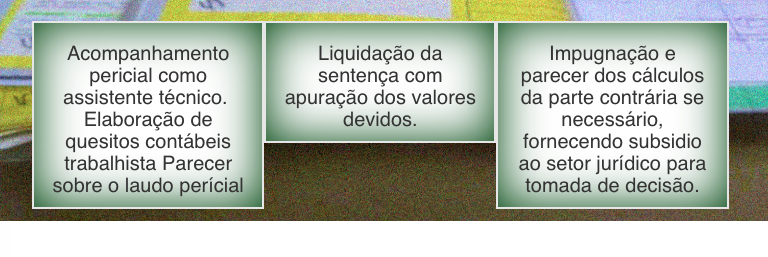 Acompanhamento
pericial como
assistente técnico.
Elaboração de
quesitos contábeis
trabalhista Parecer
sobre o laudo perícial
Liquidação da
sentença com
apuração dos valores
devidos.
Impugnação e
parecer dos cálculos
da parte contrária se
necessário,
fornecendo subsidio
ao setor jurídico para
tomada de decisão.